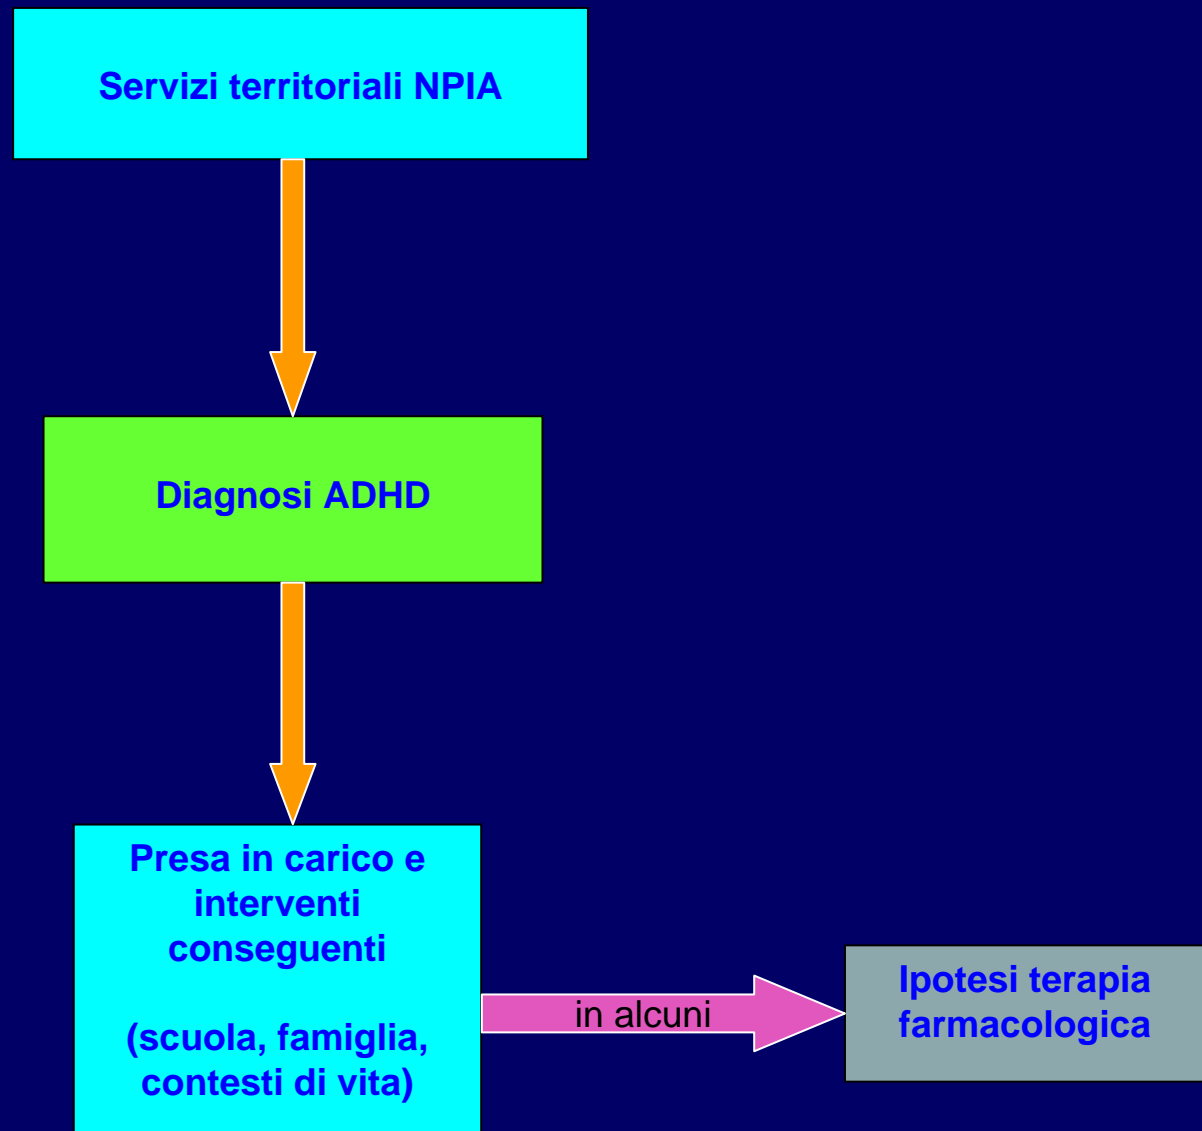 Servizi territoriali NPIA
Diagnosi ADHD
Presa in carico e
interventi
conseguenti
(scuola, famiglia,
contesti di vita)
in alcuni
Ipotesi terapia
farmacologica